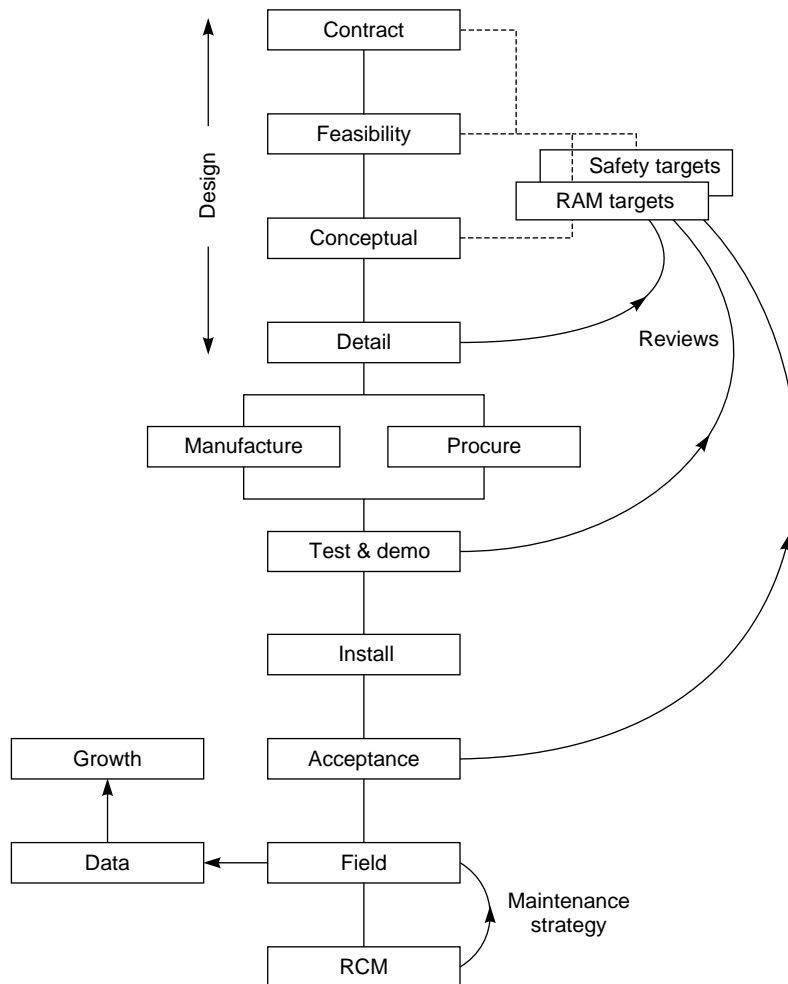 Contract
Feasibility
Design
Safety targets
RAM targets
Conceptual
Detail
Reviews
Manufacture
Procure
Test & demo
Install
Growth
Acceptance
Data
Field
Maintenance
strategy
RCM